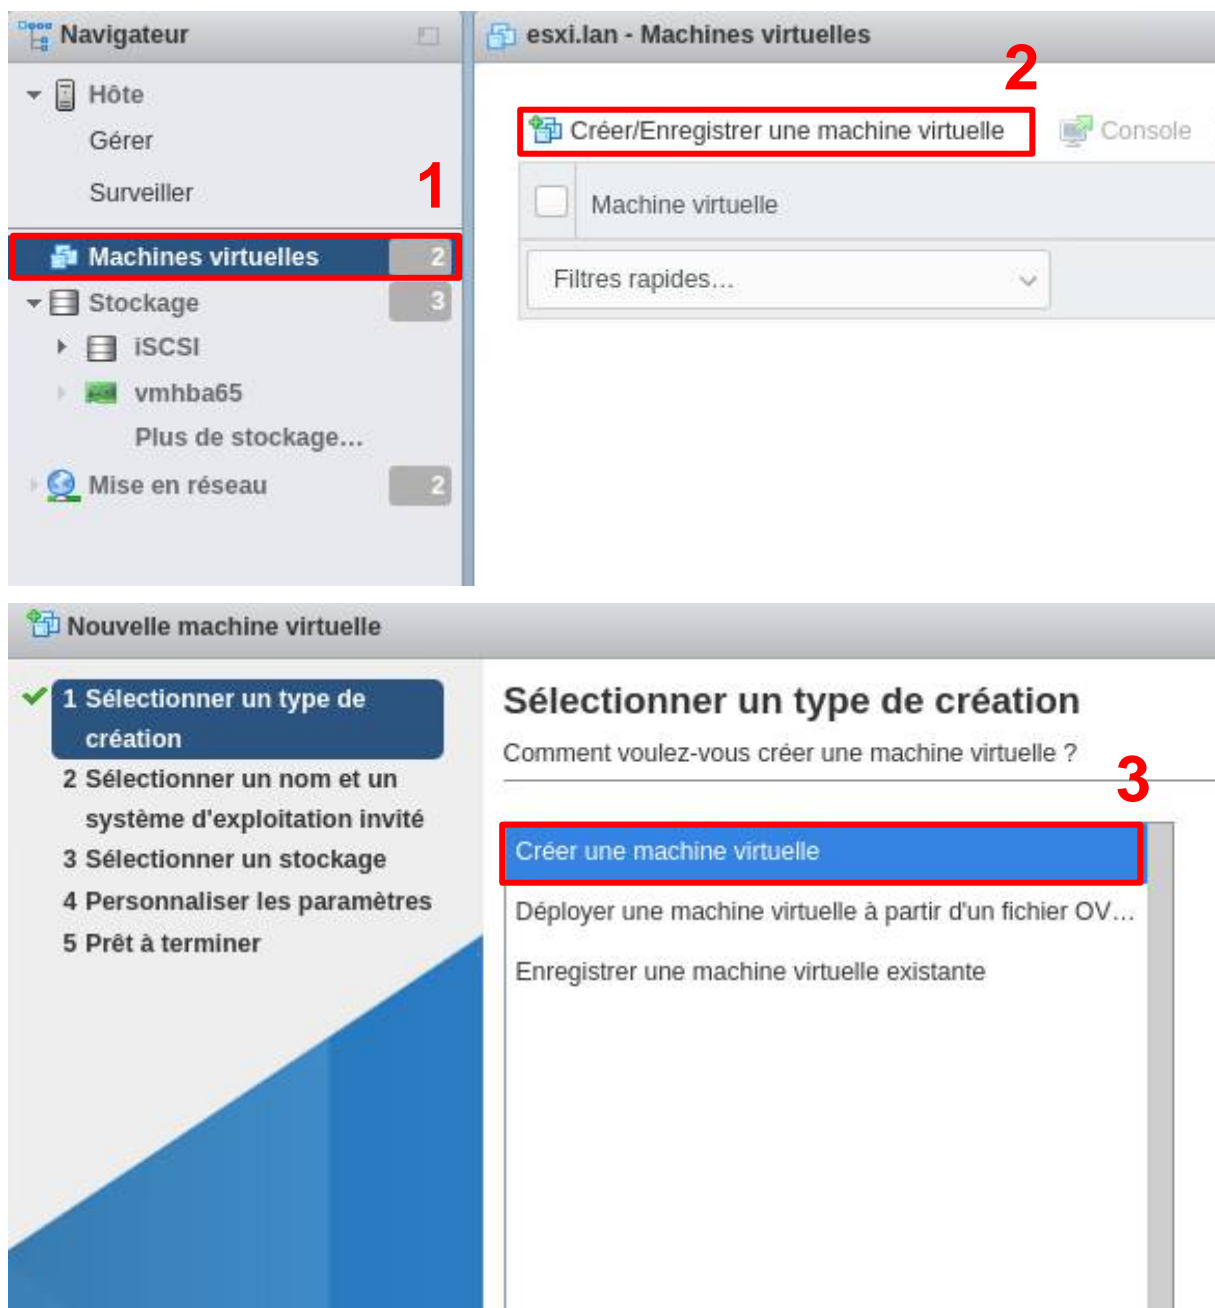 Navigateur
esxi.lan - Machines virtuelles
2
Hôte
Gérer
Créer/Enregistrer une machine virtuelle
Console
1
Surveiller
Machine virtuelle
Machines virtuelles 2
Filtres rapides...
Stockage 3
iSCSI
vmhba65
Plus de stockage...
Mise en réseau 2
Nouvelle machine virtuelle
1 Sélectionner un type de
création
2 Sélectionner un nom et un
système d'exploitation invité
3 Sélectionner un stockage
4 Personnaliser les paramètres
5 Prêt à terminer
Sélectionner un type de création
Comment voulez-vous créer une machine virtuelle ?
3
Créer une machine virtuelle
Déployer une machine virtuelle à partir d'un fichier OV...
Enregistrer une machine virtuelle existante